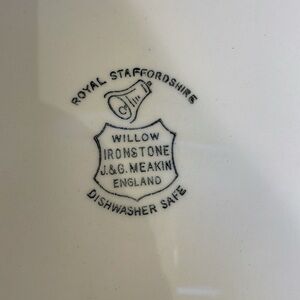 ROYAL STAFFORDSHIRE
WILLOW
IRONSTONE
J.&G. MEAKIN
ENGLAND
DISHWASHER SAFE